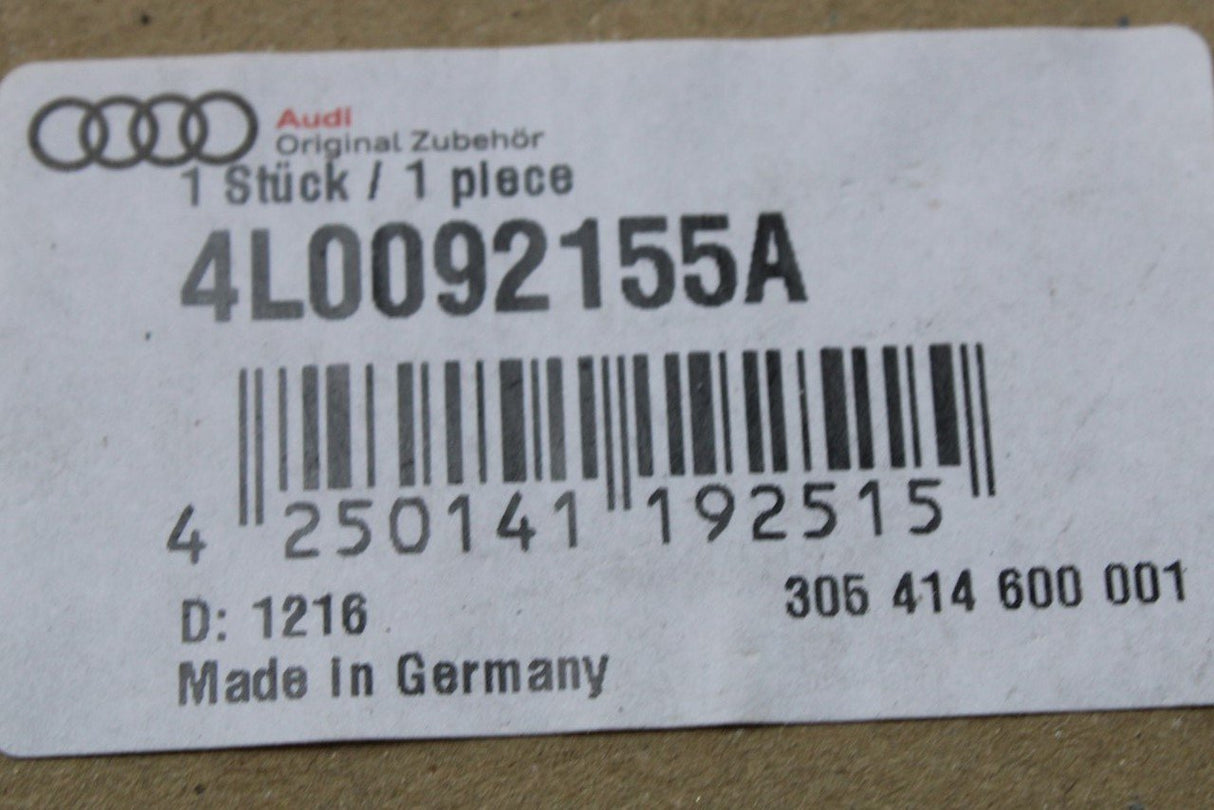 Audi
Original Zubehör
1 Stück / 1 piece
4L0092155A
4 250141 192515
D: 1216
305 414 600 001
Made in Germany